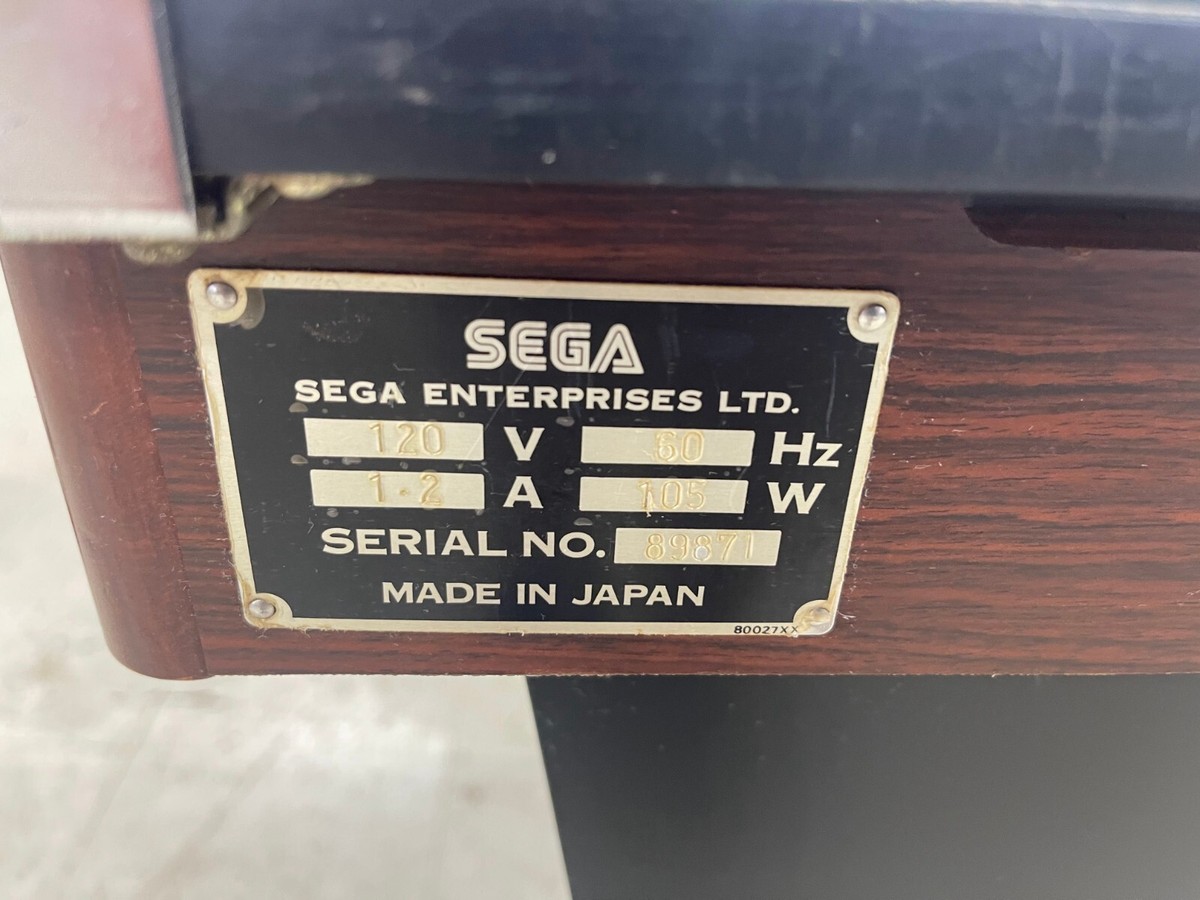 SEGA
SEGA ENTERPRISES LTD.
120 V 60 Hz
1.2 A 105 W
SERIAL NO. 89871
MADE IN JAPAN
80027XX